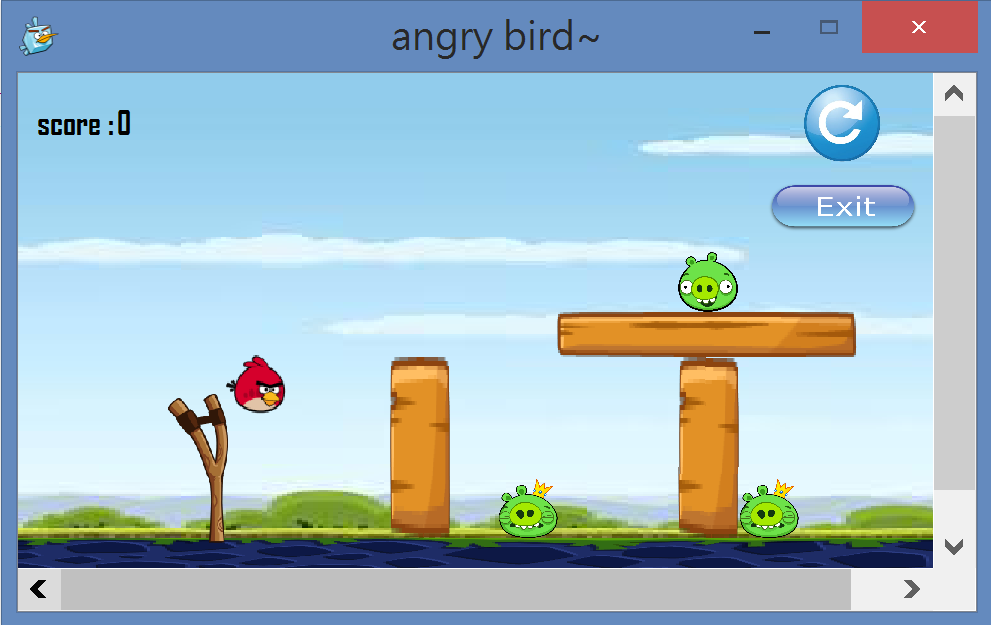 angry bird~
score :0
Exit